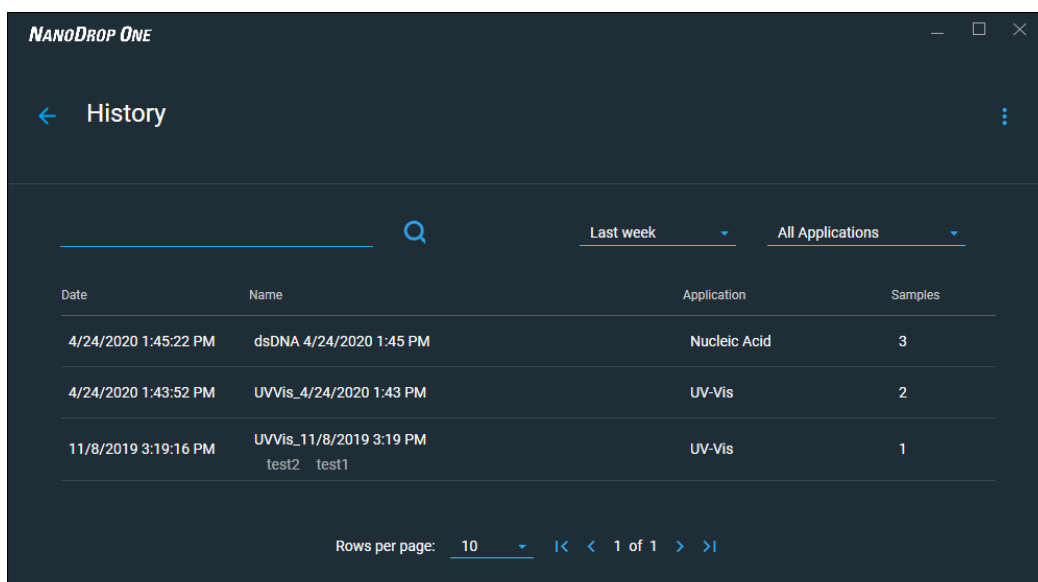 NanoDrop One
History
Last week All Applications
Date Name Application Samples
4/24/2020 1:45:22 PM dsDNA 4/24/2020 1:45 PM Nucleic Acid 3
4/24/2020 1:43:52 PM UVVis_4/24/2020 1:43 PM UV-Vis 2
11/8/2019 3:19:16 PM UVVis_11/8/2019 3:19 PM UV-Vis 1
test2 test1
Rows per page: 10 1 of 1